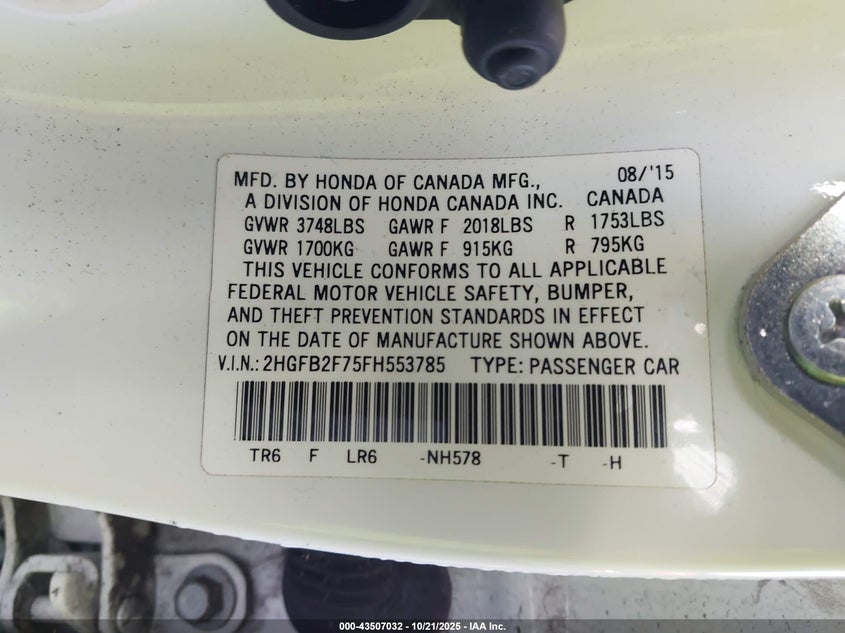 MFD. BY HONDA OF CANADA MFG., 08/'15
A DIVISION OF HONDA CANADA INC. CANADA
GVWR 3748LBS GAWR F 2018LBS R 1753LBS
GVWR 1700KG GAWR F 915KG R 795KG
THIS VEHICLE CONFORMS TO ALL APPLICABLE
FEDERAL MOTOR VEHICLE SAFETY, BUMPER,
AND THEFT PREVENTION STANDARDS IN EFFECT
ON THE DATE OF MANUFACTURE SHOWN ABOVE.
V.I.N.: 2HGFB2F75FH553785 TYPE: PASSENGER CAR
TR6 F LR6 -NH578 -T -H
000-43507032 | 10/21/2025 | IAA Inc.